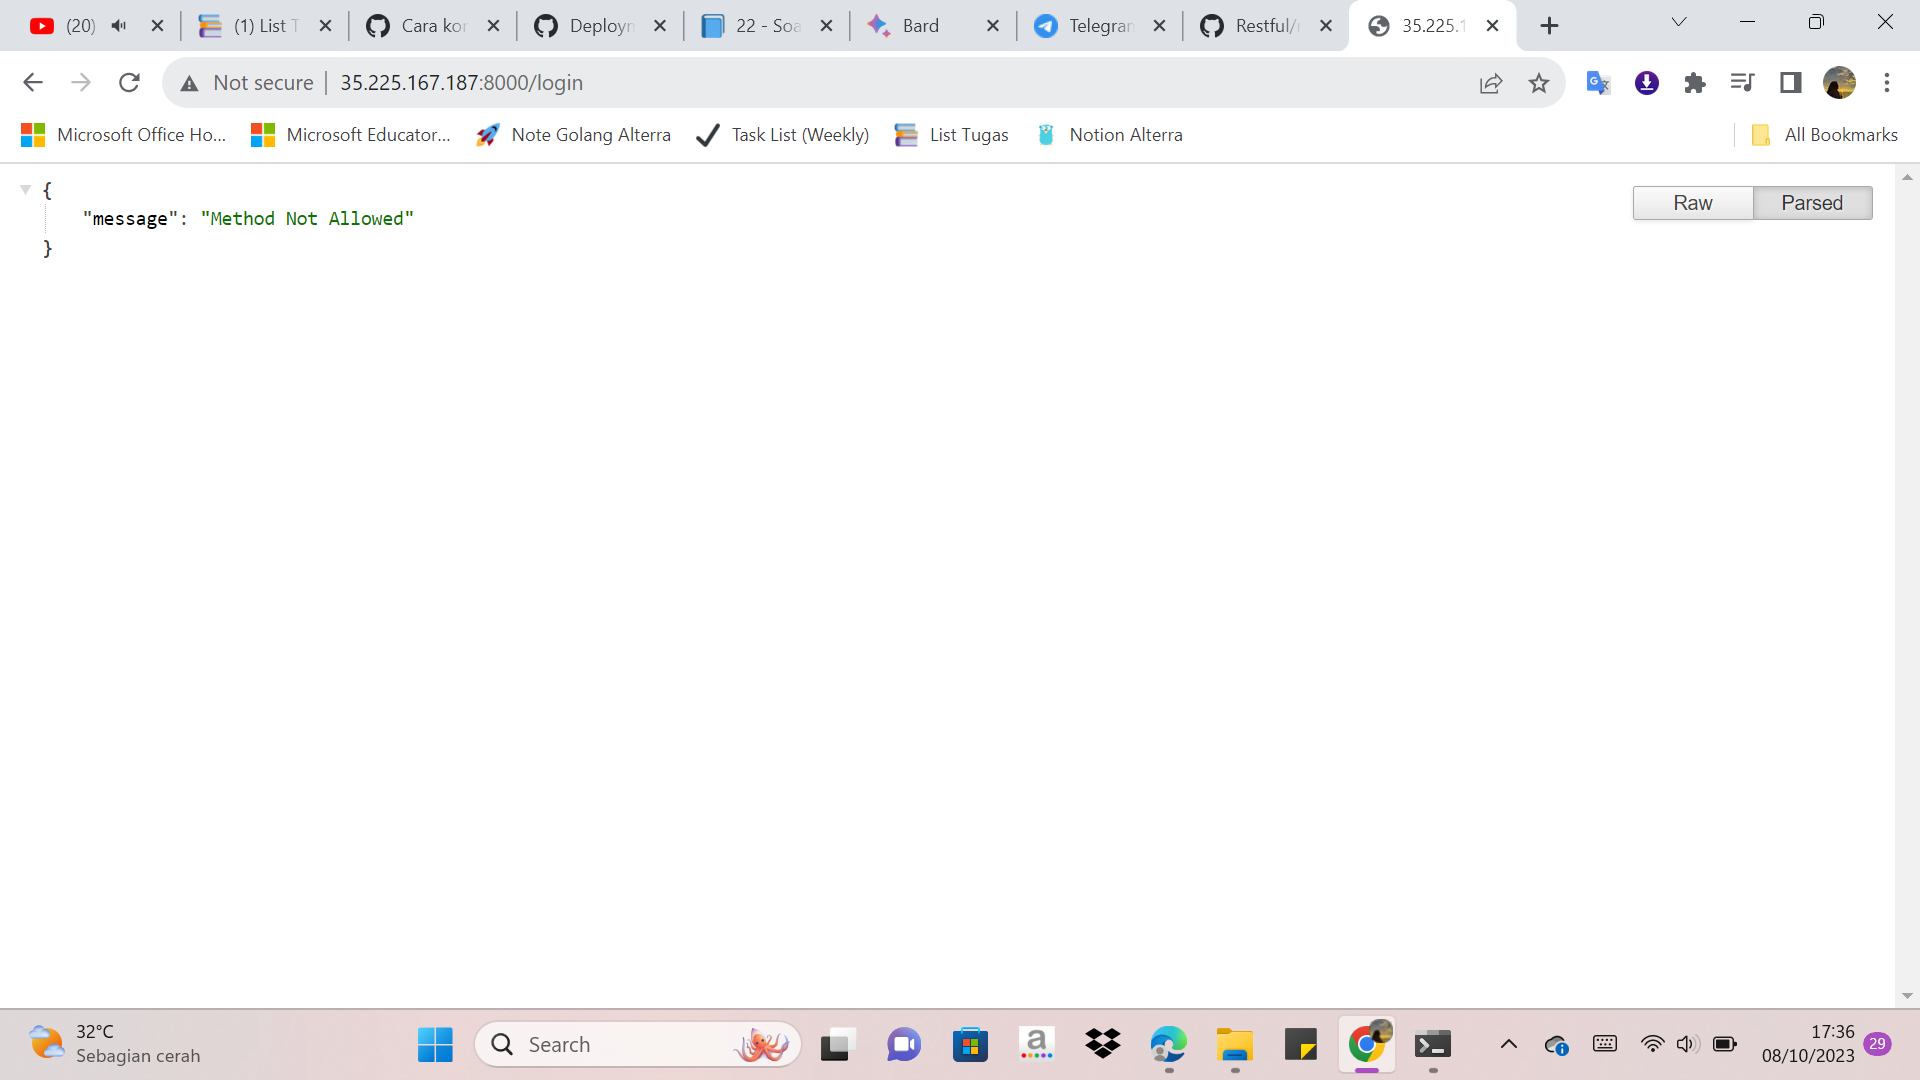 (20)
(1) List T
Cara kor
Deployn
22 - Soa
Bard
Telegran
Restful/r
35.225.1
Not secure
35.225.167.187:8000/login
Microsoft Office Ho...
Microsoft Educator...
Note Golang Alterra
Task List (Weekly)
List Tugas
Notion Alterra
All Bookmarks
{
"message": "Method Not Allowed"
}
Raw
Parsed
32°C
Sebagian cerah
Search
17:36
08/10/2023
29